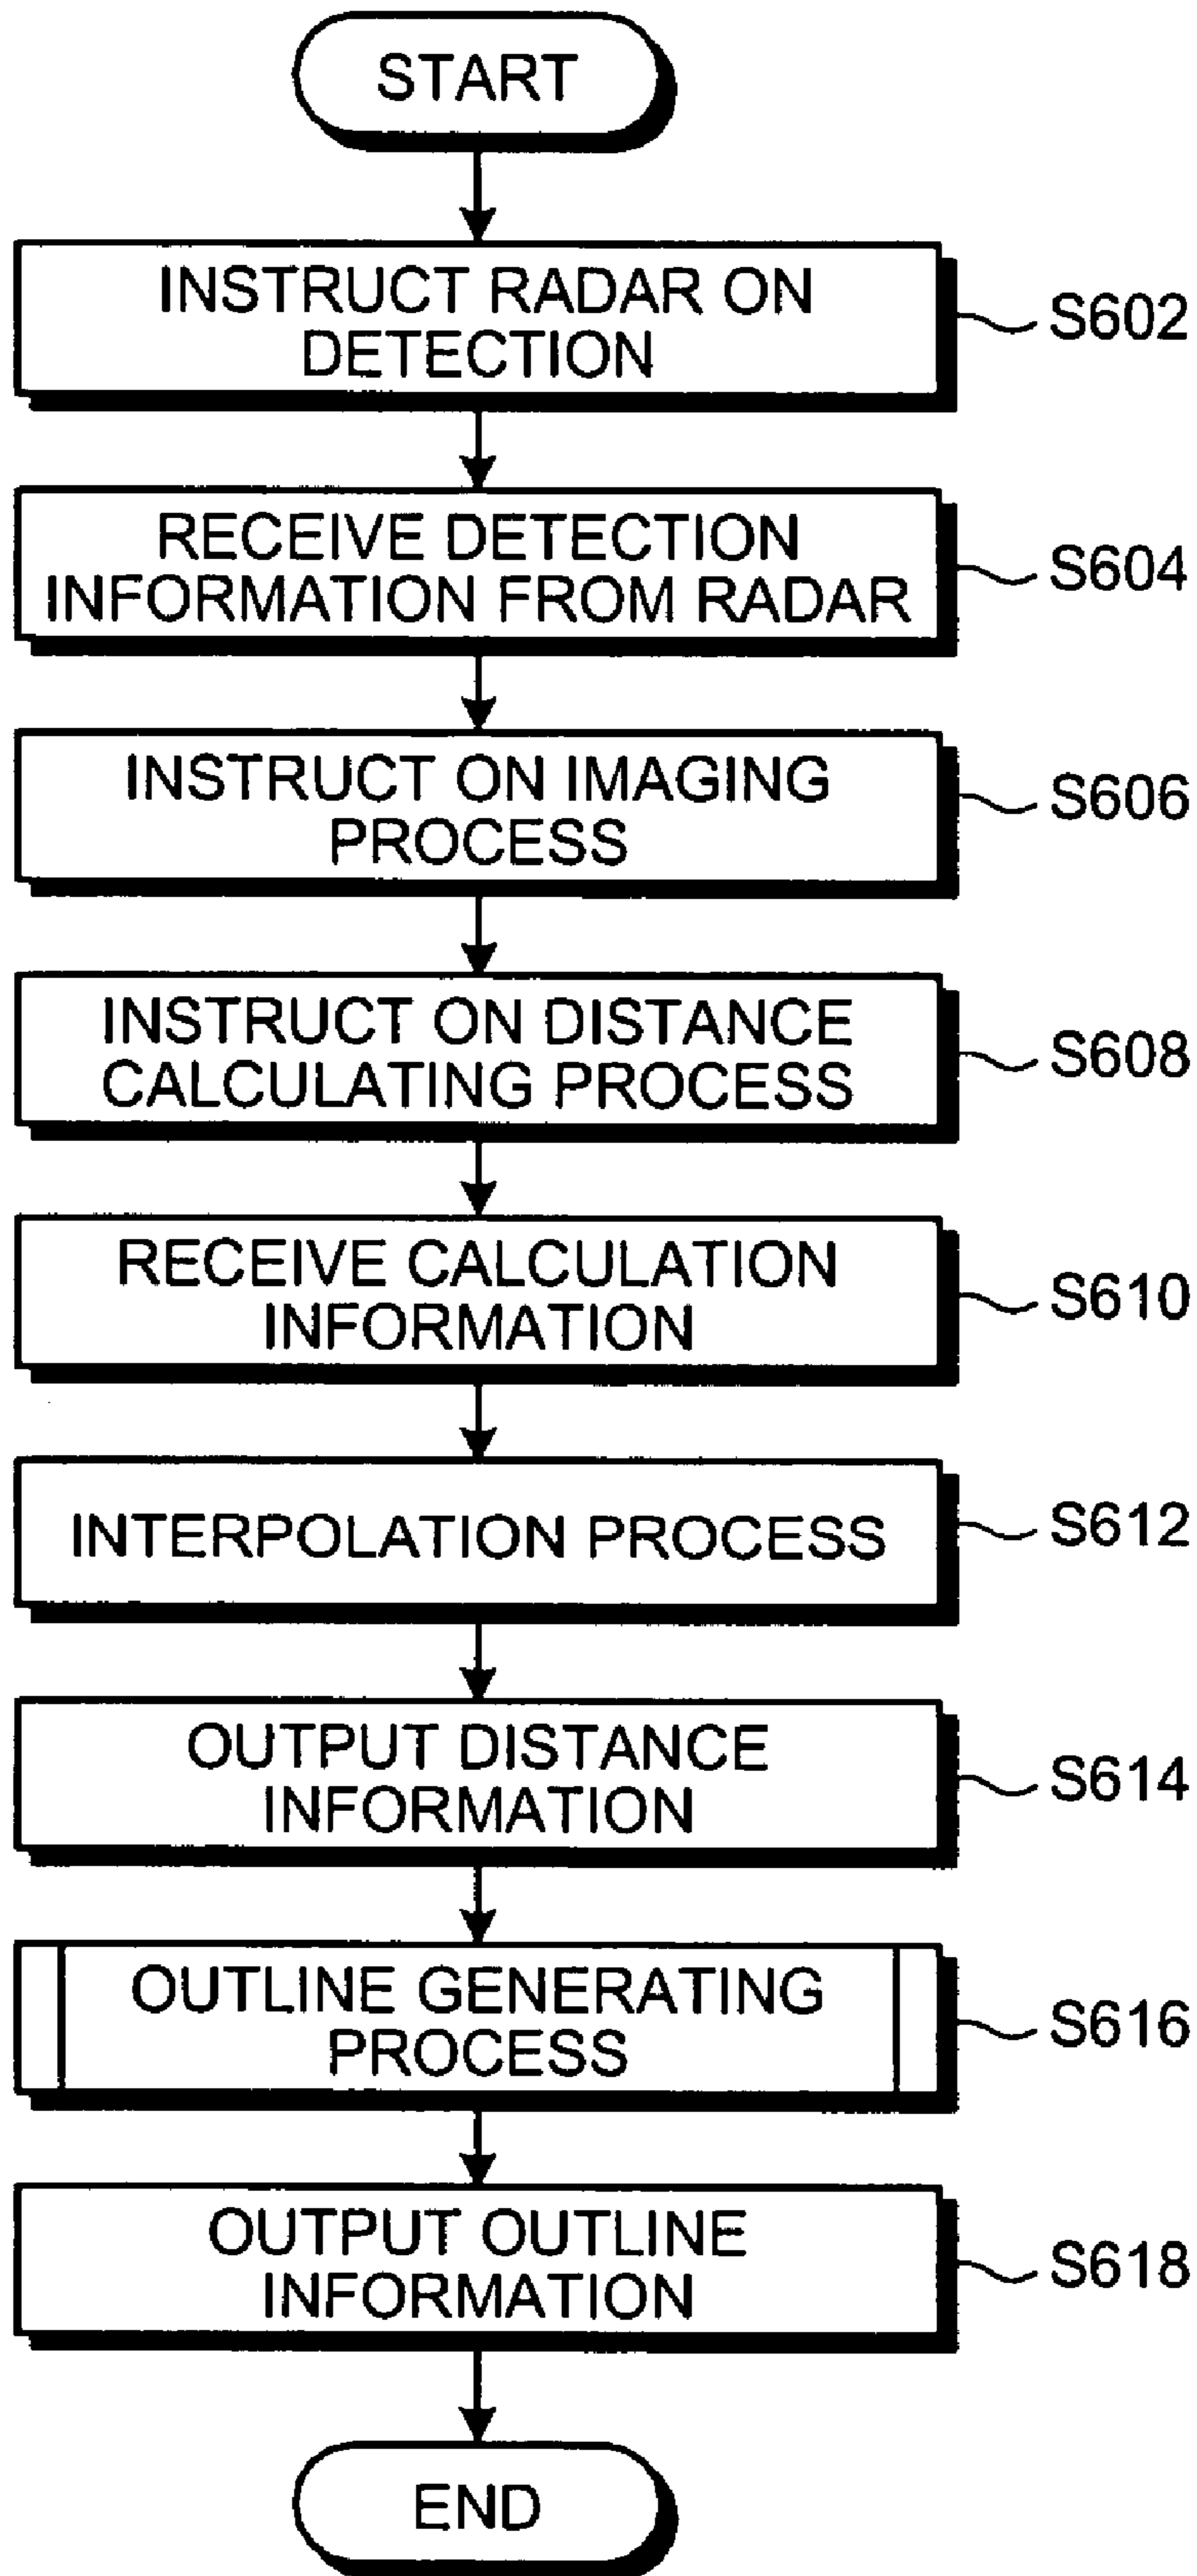 START
INSTRUCT RADAR ON
DETECTION
S602
RECEIVE DETECTION
INFORMATION FROM RADAR
S604
INSTRUCT ON IMAGING
PROCESS
S606
INSTRUCT ON DISTANCE
CALCULATING PROCESS
S608
RECEIVE CALCULATION
INFORMATION
S610
INTERPOLATION PROCESS
S612
OUTPUT DISTANCE
INFORMATION
S614
OUTLINE GENERATING
PROCESS
S616
OUTPUT OUTLINE
INFORMATION
S618
END